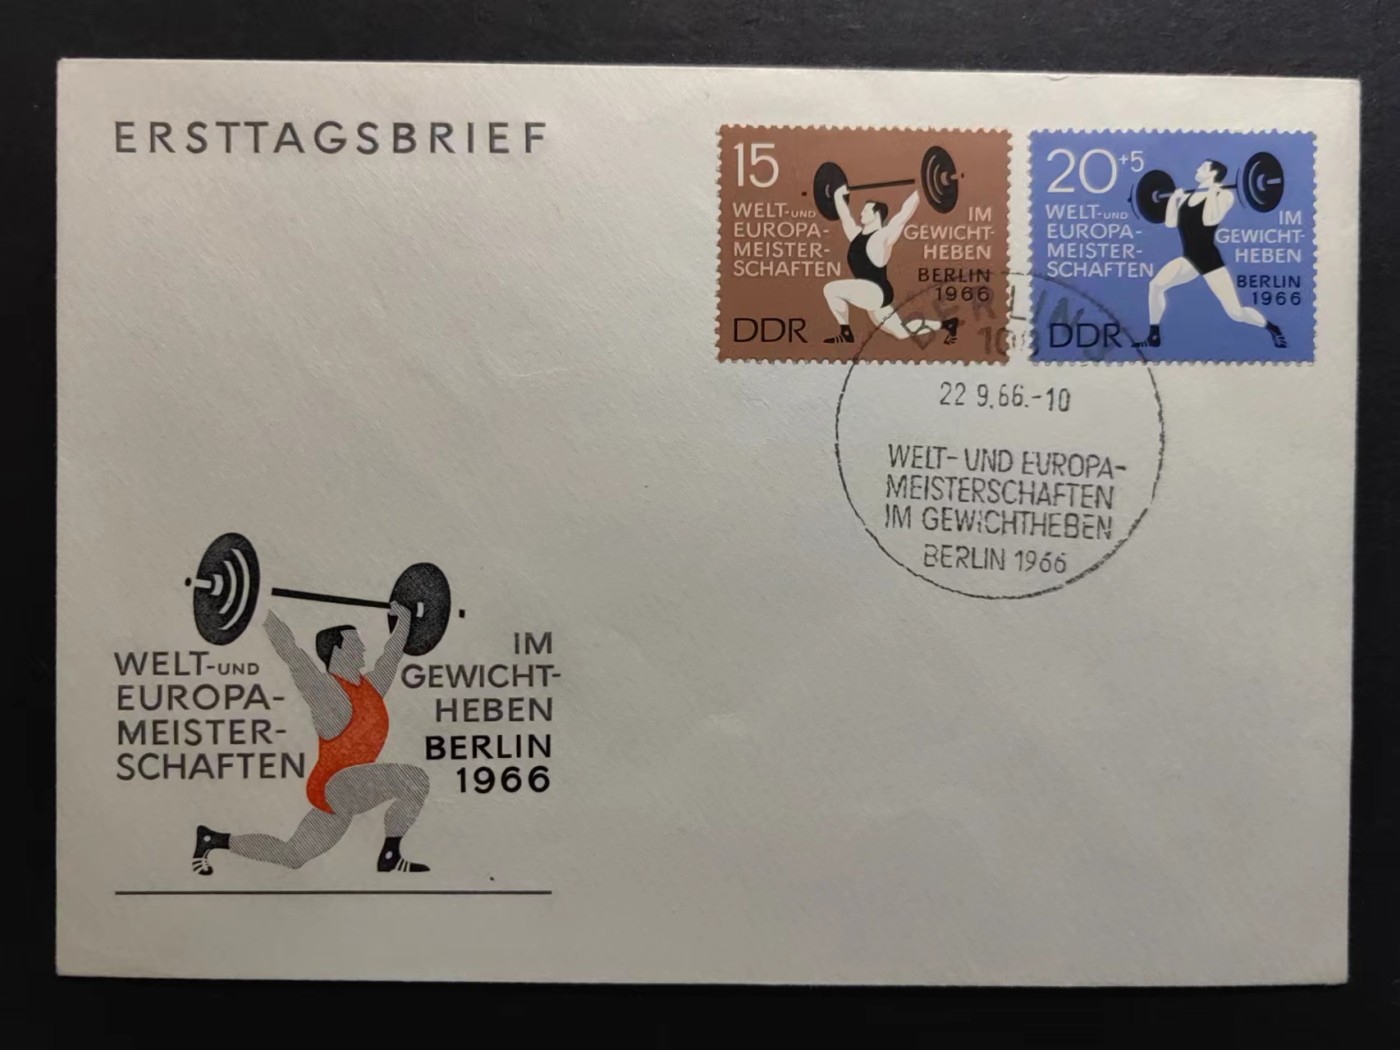 ERSTTAGSBRIEF
15
WELT-UND
EUROPA-
MEISTER-
SCHAFTEN
IM
GEWICHT-
HEBEN
BERLIN
1966
DDR
20+5
WELT-UND
EUROPA-
MEISTER-
SCHAFTEN
IM
GEWICHT-
HEBEN
BERLIN
1966
DDR
BERLIN
22 9.66.-10
WELT- UND EUROPA-
MEISTERSCHAFTEN
IM GEWICHTHEBEN
BERLIN 1966
WELT-UND
EUROPA-
MEISTER-
SCHAFTEN
IM
GEWICHT-
HEBEN
BERLIN
1966